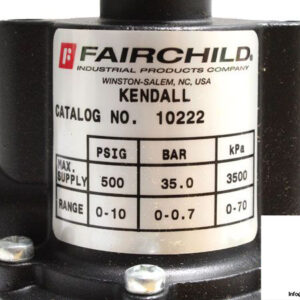 FAIRCHILD®
INDUSTRIAL PRODUCTS COMPANY
WINSTON-SALEM, NC, USA
KENDALL
CATALOG NO. 10222
PSIG BAR kPa
MAX. SUPPLY 500 35.0 3500
RANGE 0-10 0-0.7 0-70